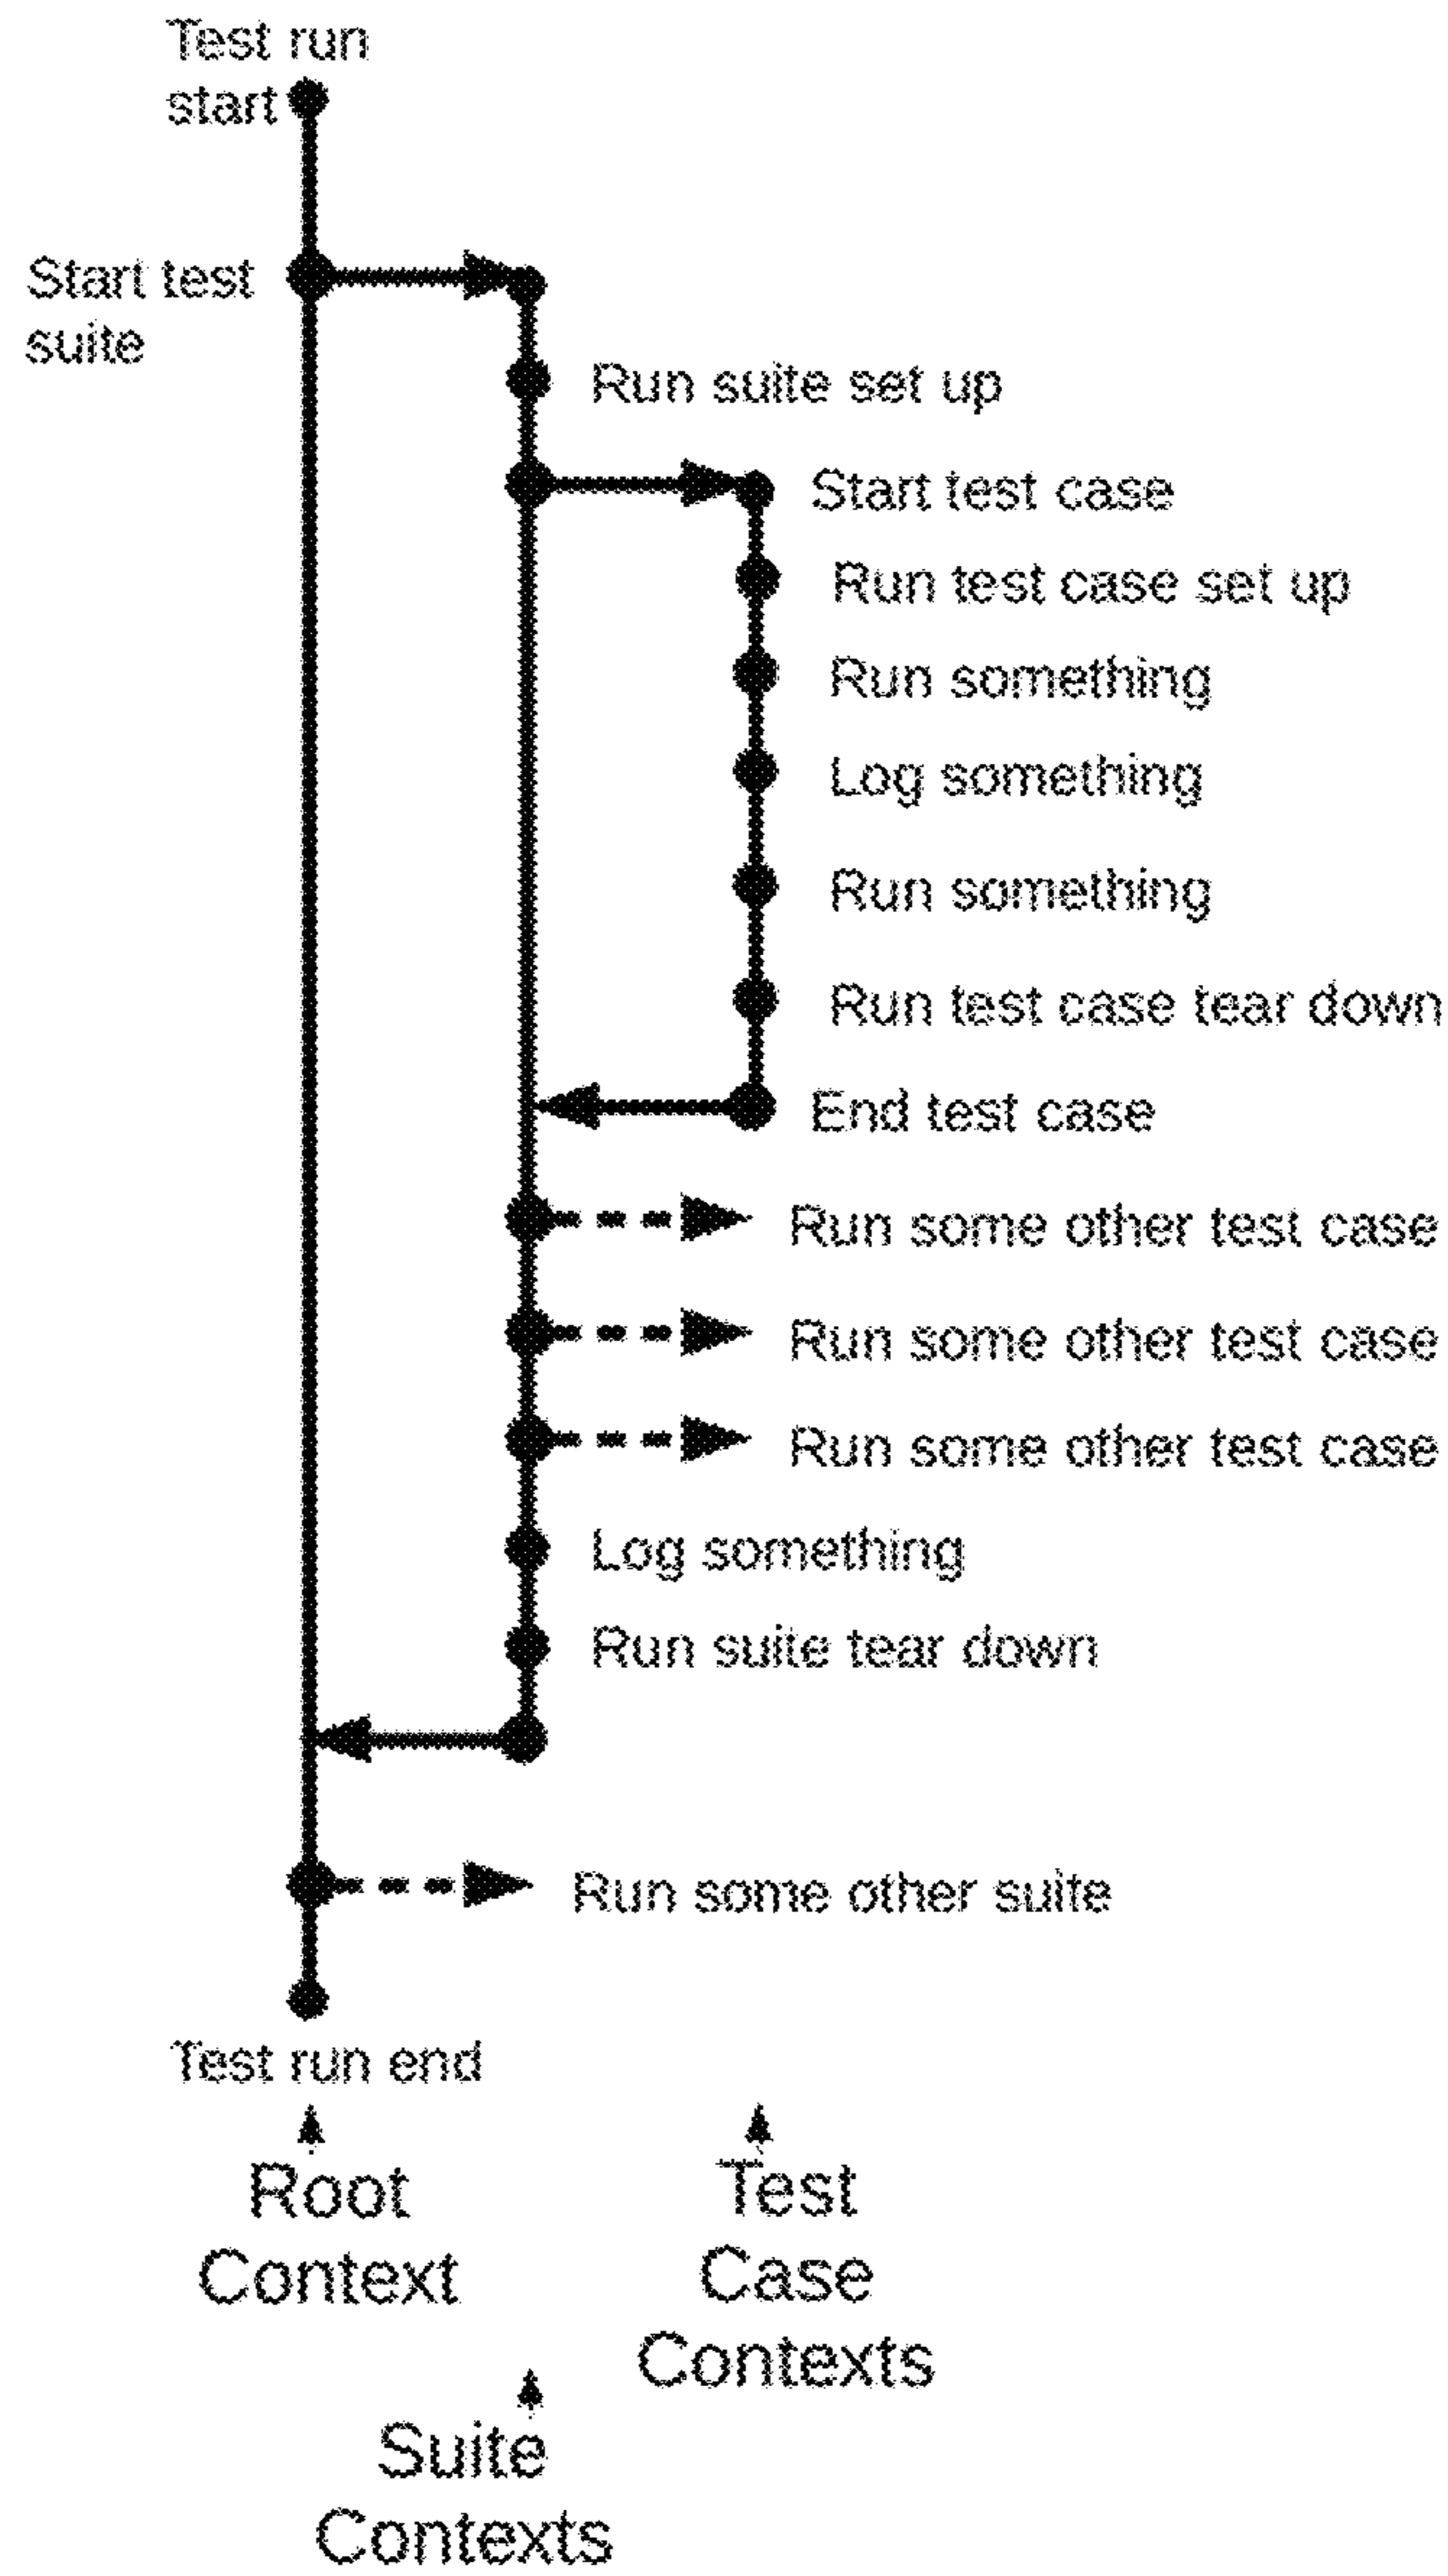 Test run
start
Start test
suite
Run suite set up
Start test case
Run test case set up
Run something
Log something
Run something
Run test case tear down
End test case
Run some other test case
Run some other test case
Run some other test case
Log something
Run suite tear down
Run some other suite
Test run end
Root
Context
Test
Case
Contexts
Suite
Contexts